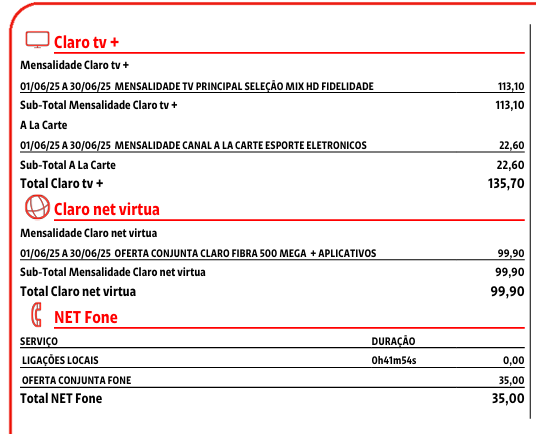 Claro tv +
Mensalidade Claro tv +
01/06/25 A 30/06/25 MENSALIDADE TV PRINCIPAL SELEÇÃO MIX HD FIDELIDADE 113,10
Sub-Total Mensalidade Claro tv + 113,10
A La Carte
01/06/25 A 30/06/25 MENSALIDADE CANAL A LA CARTE ESPORTE ELETRONICOS 22,60
Sub-Total A La Carte 22,60
Total Claro tv + 135,70
Claro net virtua
Mensalidade Claro net virtua
01/06/25 A 30/06/25 OFERTA CONJUNTA CLARO FIBRA 500 MEGA + APLICATIVOS 99,90
Sub-Total Mensalidade Claro net virtua 99,90
Total Claro net virtua 99,90
NET Fone
SERVIÇO DURAÇÃO
LIGAÇÕES LOCAIS 0h41m54s 0,00
OFERTA CONJUNTA FONE 35,00
Total NET Fone 35,00